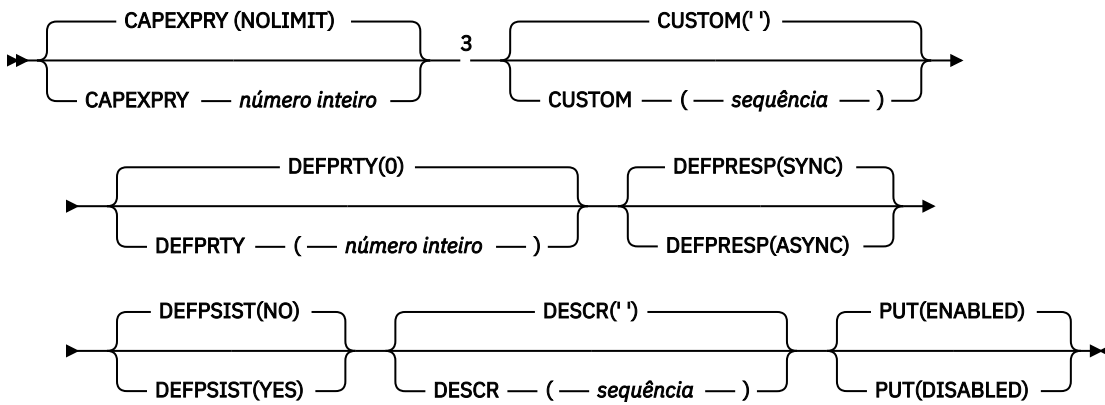 CAPEXPRY (NOLIMIT)
CAPEXPRY número inteiro
3
CUSTOM(' ')
CUSTOM ( sequência )
DEFPRTY(0)
DEFPRTY ( número inteiro )
DEFPRESP(SYNC)
DEFPRESP(ASYNC)
DEFPSIST(NO)
DEFPSIST(YES)
DESCR(' ')
DESCR ( sequência )
PUT(ENABLED)
PUT(DISABLED)